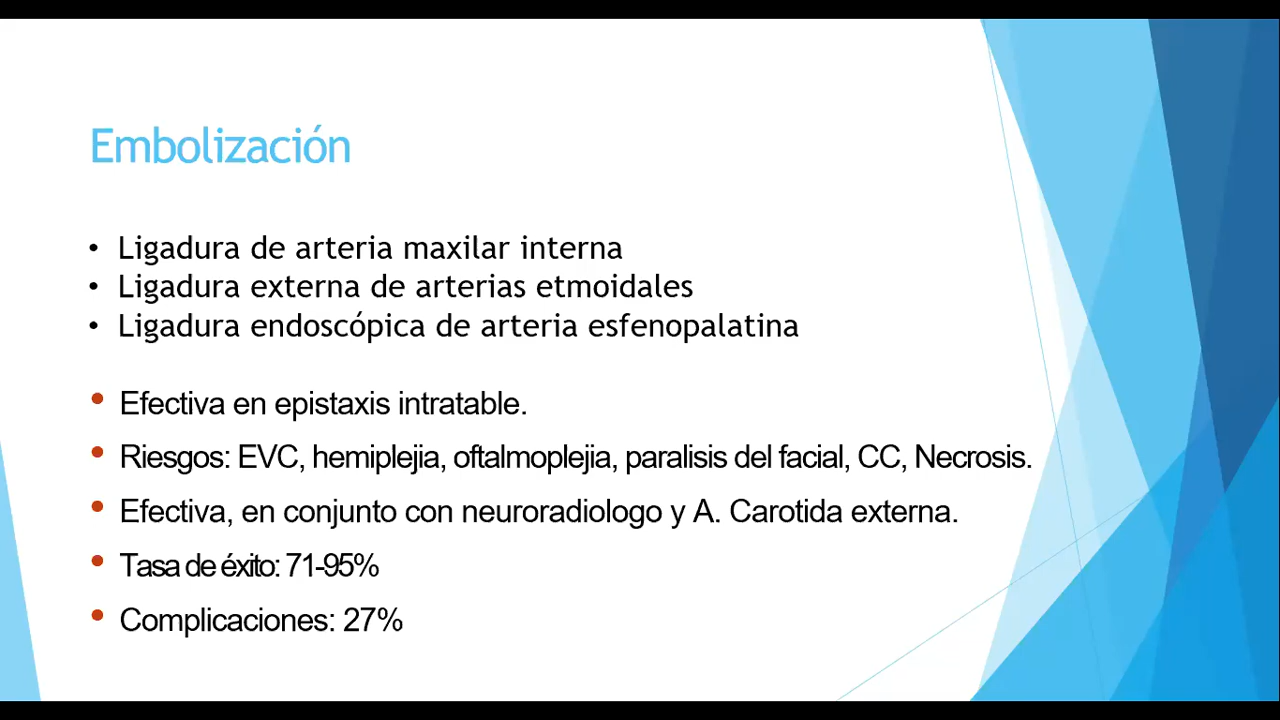 Embolización
• Ligadura de arteria maxilar interna
• Ligadura externa de arterias etmoidales
• Ligadura endoscópica de arteria esfenopalatina
• Efectiva en epistaxis intratable.
• Riesgos: EVC, hemiplejia, oftalmoplejia, paralisis del facial, CC, Necrosis.
• Efectiva, en conjunto con neuroradiologo y A. Carotida externa.
• Tasa de éxito: 71-95%
• Complicaciones: 27%